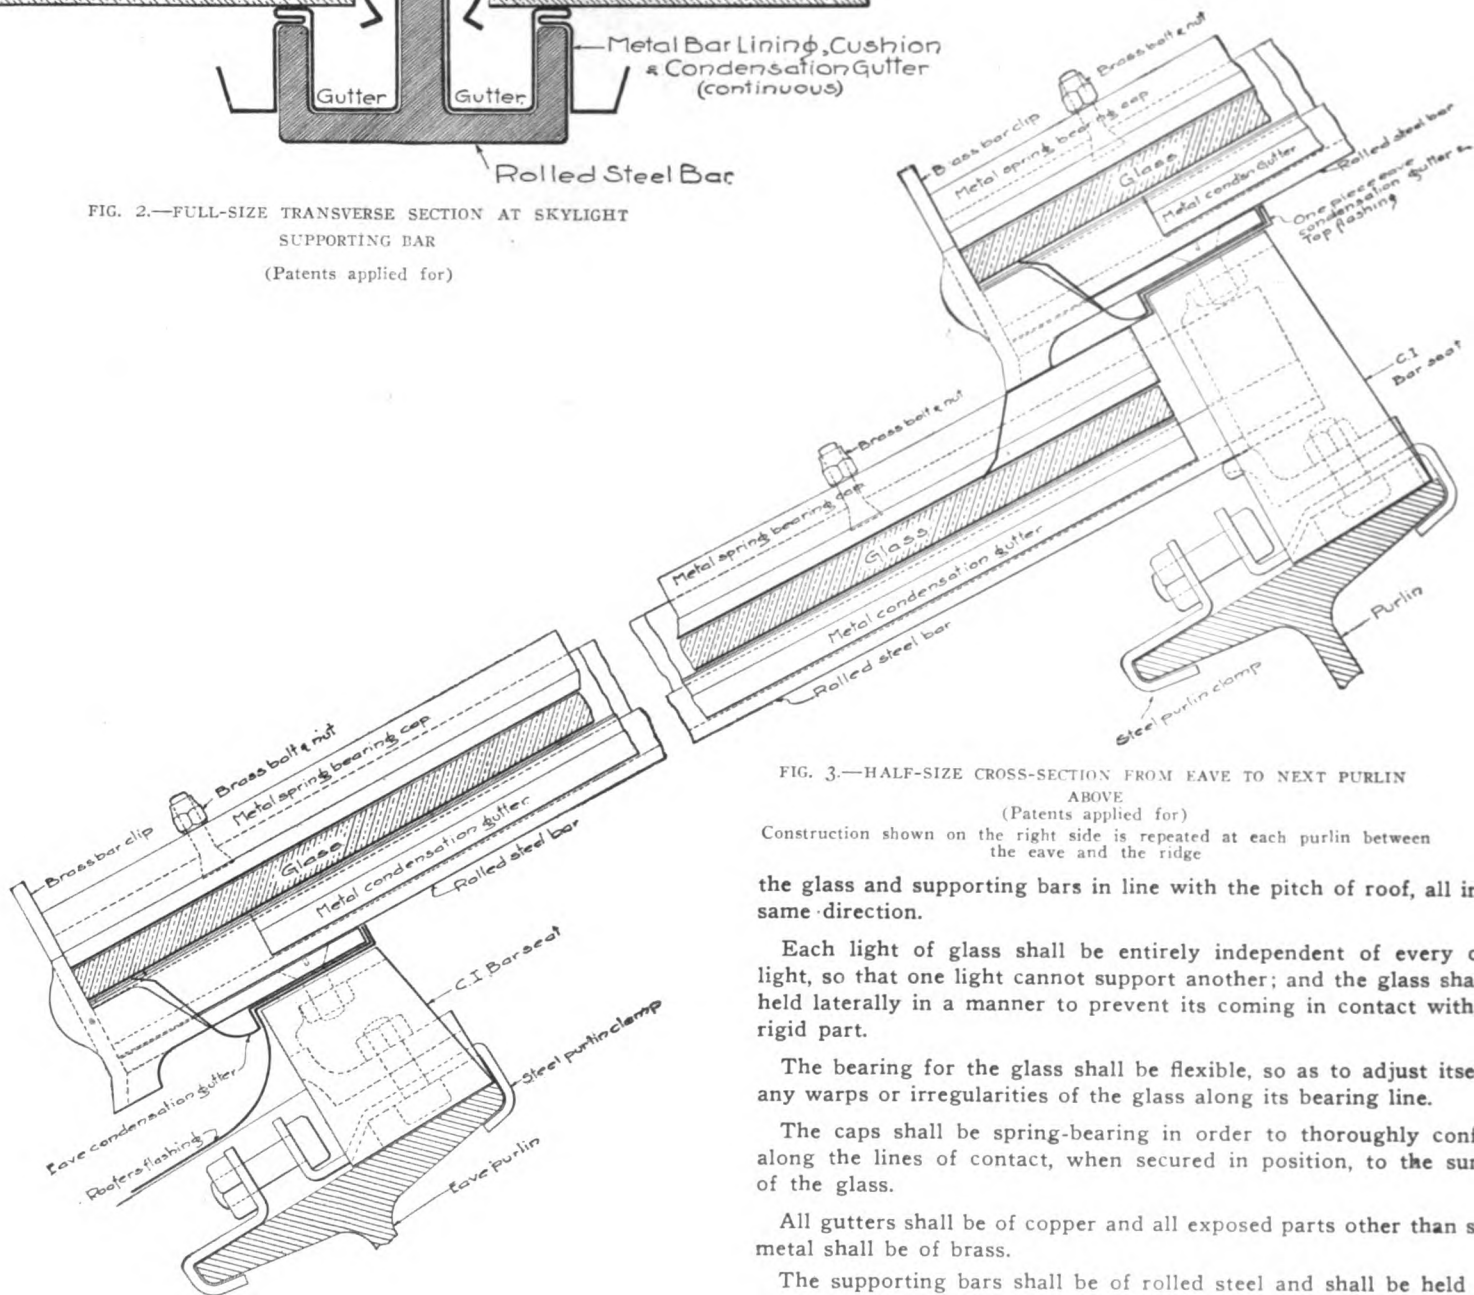 Metal Bar Lining, Cushion
& Condensation Gutter
(continuous)
Gutter
Gutter
Rolled Steel Bar
FIG. 2.—FULL-SIZE TRANSVERSE SECTION AT SKYLIGHT
SUPPORTING BAR
(Patents applied for)
Brass bolt & nut
Brass bar clip
Metal spring bearing cap
Glass
Metal conden. Gutter
Rolled steel bar
One piece eave
condensation gutter &
Top flashing
C.I.
Bar seat
Brass bolt & nut
Metal spring bearing cap
Glass
Metal condensation gutter
Rolled steel bar
Purlin
Steel purlin clamp
Brass bolt & nut
Metal spring bearing cap
Brass bar clip
Glass
Metal condensation gutter
Rolled steel bar
C.I. Bar seat
Steel purlin clamp
Eave condensation gutter
Roofers flashing
Eave purlin
FIG. 3.—HALF-SIZE CROSS-SECTION FROM EAVE TO NEXT PURLIN
ABOVE
(Patents applied for)
Construction shown on the right side is repeated at each purlin between
the eave and the ridge
the glass and supporting bars in line with the pitch of roof, all in
same direction.
Each light of glass shall be entirely independent of every
light, so that one light cannot support another; and the glass
held laterally in a manner to prevent its coming in contact with
rigid part.
The bearing for the glass shall be flexible, so as to adjust
any warps or irregularities of the glass along its bearing line.
The caps shall be spring-bearing in order to thoroughly
along the lines of contact, when secured in position, to the
of the glass.
All gutters shall be of copper and all exposed parts other than
metal shall be of brass.
The supporting bars shall be of rolled steel and shall be held